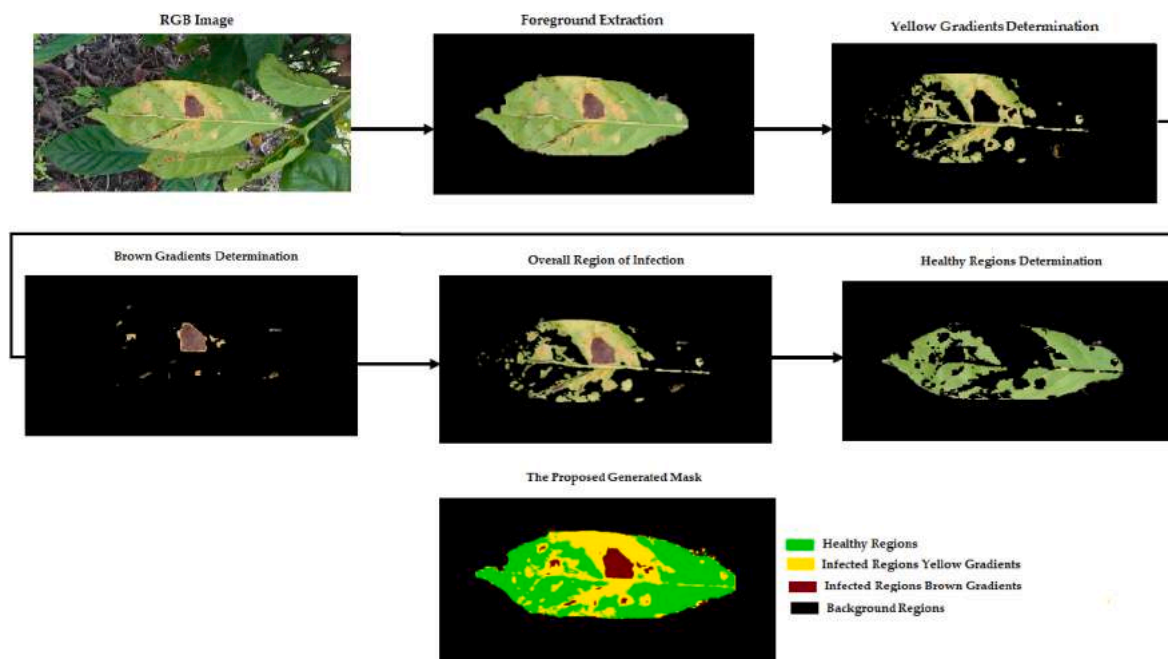 RGB Image
Foreground Extraction
Yellow Gradients Determination
Brown Gradients Determination
Overall Region of Infection
Healthy Regions Determination
The Proposed Generated Mask
Healthy Regions
Infected Regions Yellow Gradients
Infected Regions Brown Gradients
Background Regions